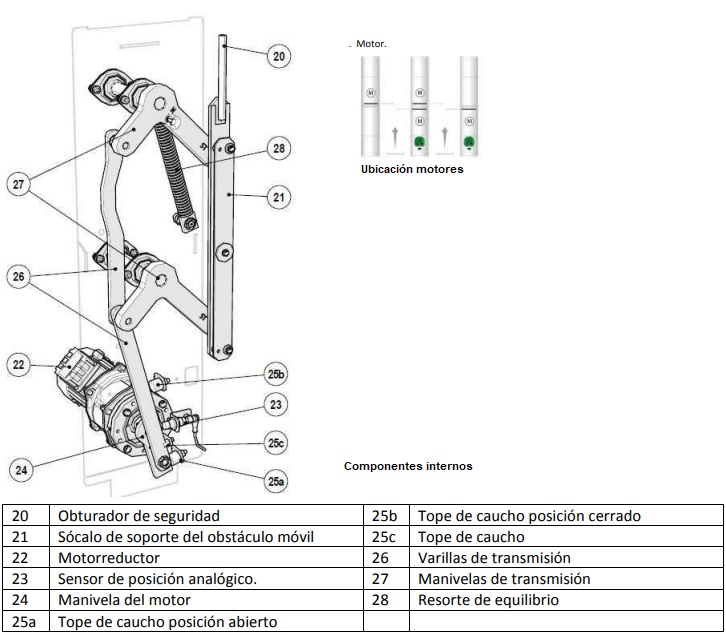 . Motor.
M
M
M
M
Ubicación motores
20
28
21
27
26
22
25b
23
25c
24
25a
Componentes internos
20 Obturador de seguridad 25b Tope de caucho posición cerrado
21 Sócalo de soporte del obstáculo móvil 25c Tope de caucho
22 Motorreductor 26 Varillas de transmisión
23 Sensor de posición analógico. 27 Manivelas de transmisión
24 Manivela del motor 28 Resorte de equilibrio
25a Tope de caucho posición abierto